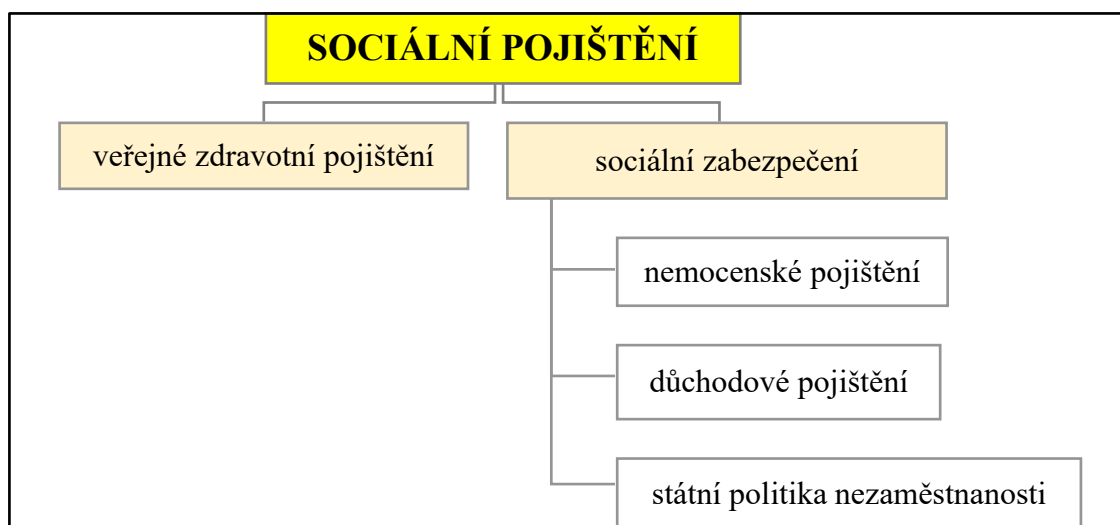 SOCIÁLNÍ POJIŠTĚNÍ
veřejné zdravotní pojištění
sociální zabezpečení
nemocenské pojištění
důchodové pojištění
státní politika nezaměstnanosti